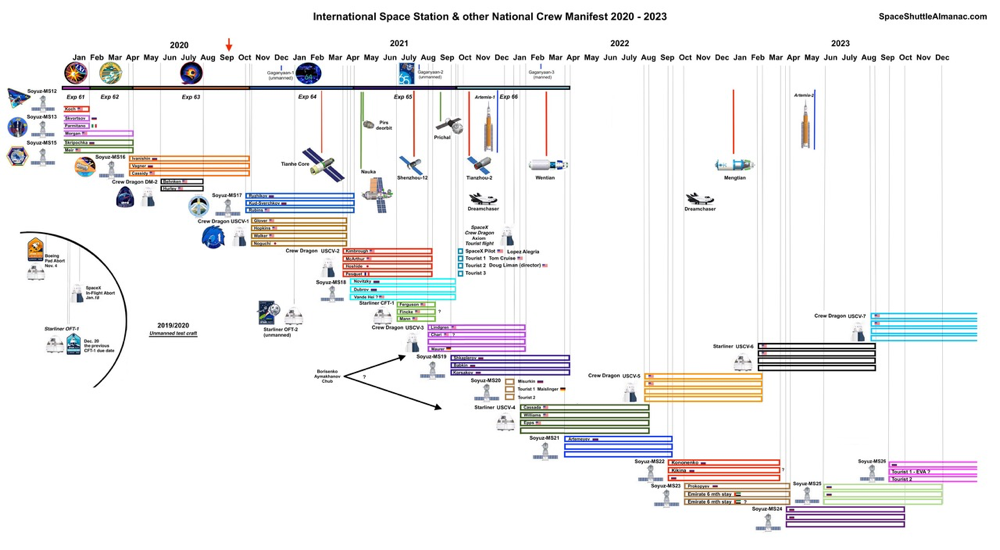 International Space Station & other National Crew Manifest 2020 - 2023
SpaceShuttleAlmanac.com
2020
2021
2022
2023
Jan Feb Mar Apr May Jun July Aug Sep Oct Nov Dec Jan Feb Mar Apr May Jun July Aug Sep Oct Nov Dec Jan Feb Mar Apr May Jun July Aug Sep Oct Nov Dec Jan Feb Mar Apr May Jun July Aug Sep Oct Nov Dec
Gaganyaan-1
(unmanned)
Gaganyaan-2
(unmanned)
Gaganyaan-3
(manned)
Exp 61
Exp 62
Exp 63
Exp 64
Exp 65
Exp 66
Artemis-1
Artemis-2
Soyuz-MS12
Koch
Soyuz-MS13
Skvortsov
Parmitano
Morgan
Soyuz-MS15
Skripochka
Meir
Pirs
deorbit
Prichal
Tianhe Core
Nauka
Shenzhou-12
Tianzhou-2
Wentian
Mengtian
Dreamchaser
Dreamchaser
Soyuz-MS16
Ivanishin
Vagner
Cassidy
Crew Dragon DM-2
Behnken
Hurley
Soyuz-MS17
Ryzhikov
Kud-Sverchkov
Rubins
Crew Dragon USCV-1
Glover
Hopkins
Walker
Noguchi
SpaceX
Crew Dragon
Axiom
Tourist flight
SpaceX Pilot Lopez Alegria
Tourist 1 Tom Cruise
Tourist 2 Doug Liman (director)
Tourist 3
Crew Dragon USCV-2
Kimbrough
McArthur
Hoshide
Pesquet
Soyuz-MS18
Novitsky
Dubrov
Vande Hei ?
Starliner CFT-1
Ferguson
Fincke ?
Mann
Boeing
Pad Abort
Nov. 4
SpaceX
In-Flight Abort
Jan.19
Starliner OFT-1
Dec. 20
the previous
CFT-1 due date
2019/2020
Unmanned test craft
Starliner OFT-2
(unmanned)
Crew Dragon USCV-3
Lindgren
Chari ?
Maurer
Borisenko
Aymakhanov
Chub
?
Soyuz-MS19
Shkaplerov
Babkin
Korsakov
Soyuz-MS20
Misurkin
Tourist 1 Maislinger
Tourist 2
Starliner USCV-4
Cassada
Williams
Epps
Crew Dragon USCV-5
Starliner USCV-6
Crew Dragon USCV-7
Soyuz-MS21
Artemyev
Soyuz-MS22
Kononenko
Kikina ?
Soyuz-MS23
Prokopyev
Emirate 6 mth stay
Emirate 6 mth stay ?
Soyuz-MS24
Soyuz-MS25
Soyuz-MS26
Tourist 1 - EVA ?
Tourist 2